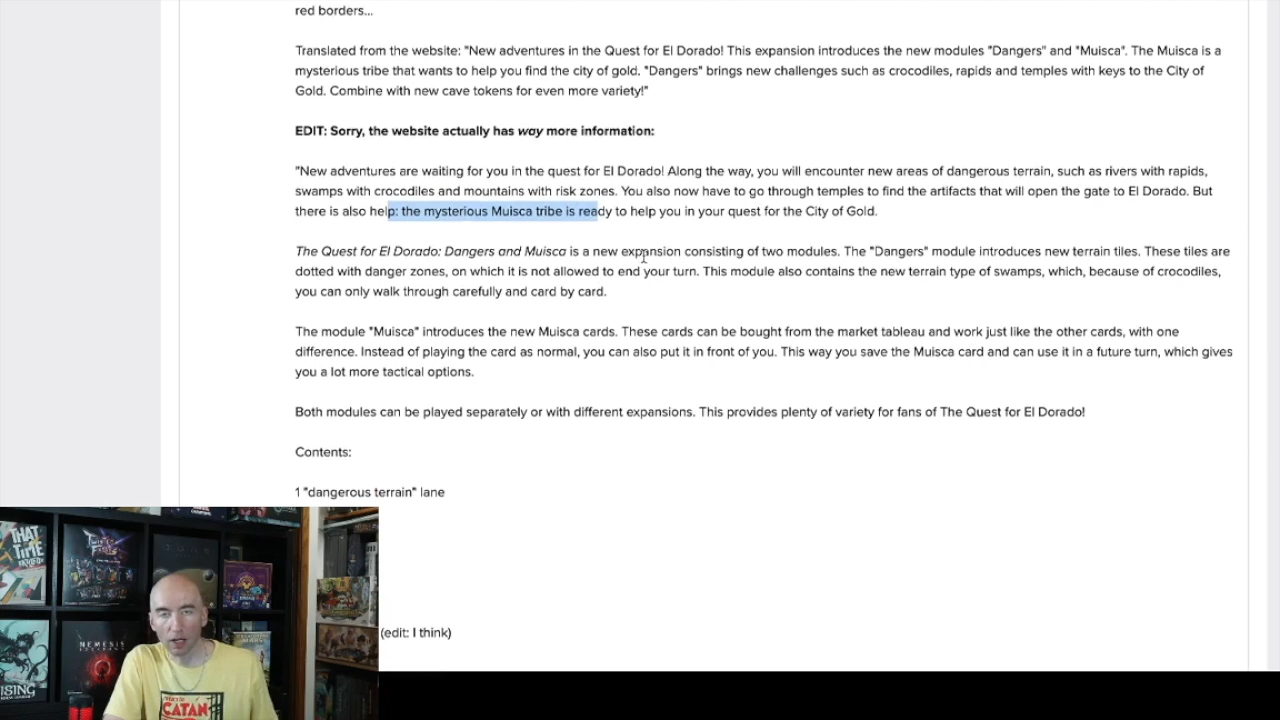 red borders...
Translated from the website: "New adventures in the Quest for El Dorado! This expansion introduces the new modules "Dangers" and "Muisca". The Muisca is a
mysterious tribe that wants to help you find the city of gold. "Dangers" brings new challenges such as crocodiles, rapids and temples with keys to the City of
Gold. Combine with new cave tokens for even more variety!"
EDIT: Sorry, the website actually has way more information:
"New adventures are waiting for you in the quest for El Dorado! Along the way, you will encounter new areas of dangerous terrain, such as rivers with rapids,
swamps with crocodiles and mountains with risk zones. You also now have to go through temples to find the artifacts that will open the gate to El Dorado. But
there is also help: the mysterious Muisca tribe is ready to help you in your quest for the City of Gold.
The Quest for El Dorado: Dangers and Muisca is a new expansion consisting of two modules. The "Dangers" module introduces new terrain tiles. These tiles are
dotted with danger zones, on which it is not allowed to end your turn. This module also contains the new terrain type of swamps, which, because of crocodiles,
you can only walk through carefully and card by card.
The module "Muisca" introduces the new Muisca cards. These cards can be bought from the market tableau and work just like the other cards, with one
difference. Instead of playing the card as normal, you can also put it in front of you. This way you save the Muisca card and can use it in a future turn, which gives
you a lot more tactical options.
Both modules can be played separately or with different expansions. This provides plenty of variety for fans of The Quest for El Dorado!
Contents:
1 "dangerous terrain" lane
(edit: I think)
THAT
TIME
NEMESIS
CATAN